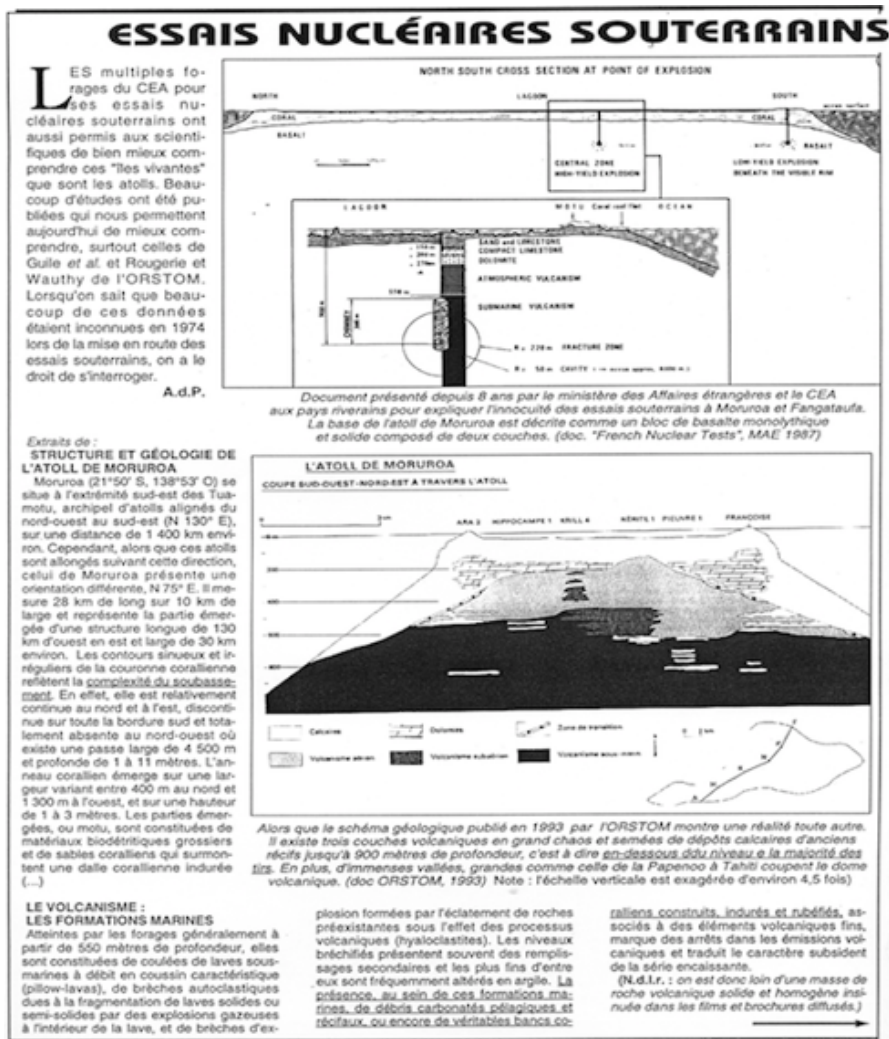 ESSAIS NUCLÉAIRES SOUTERRAINS
LES multiples fo-
rages du CEA pour
ses essais nu-
cléaires souterrains ont
aussi permis aux scienti-
fiques de bien mieux com-
prendre ces "îles vivantes"
que sont les atolls. Beau-
coup d'études ont été pu-
bliées qui nous permettent
aujourd'hui de mieux com-
prendre, surtout celles de
Guile et al. et Rougerie et
Wauthy de l'ORSTOM.
Lorsqu'on sait que beau-
coup de ces données
étaient inconnues en 1974
lors de la mise en route des
essais souterrains, on a le
droit de s'interroger.
A.d.P.
NORTH SOUTH CROSS SECTION AT POINT OF EXPLOSION
NORTH
LAGOON
SOUTH
ocean surface
CORAL
CORAL
BASALT
BASALT
CENTRAL ZONE
HIGH-YIELD EXPLOSION
LOW-YIELD EXPLOSION
BENEATH THE VISIBLE RIM
LAGOON
MOTU
Coral reef flat
OCEAN
SAND and LIMESTONE
COMPACT LIMESTONE
DOLOMITE
ATMOSPHERIC VULCANISM
SUBMARINE VULCANISM
CHIMNEY
R = 220 m FRACTURE ZONE
R = 50 m CAVITY
Document présenté depuis 8 ans par le ministère des Affaires étrangères et le CEA
aux pays riverains pour expliquer l'innocuité des essais souterrains à Moruroa et Fangataufa.
La base de l'atoll de Moruroa est décrite comme un bloc de basalte monolythique
et solide composé de deux couches. (doc. "French Nuclear Tests", MAE 1987)
Extraits de :
STRUCTURE ET GÉOLOGIE DE
L'ATOLL DE MORUROA
Moruroa (21°50' S, 138°53' O) se
situe à l'extrémité sud-est des Tua-
motu, archipel d'atolls alignés du
nord-ouest au sud-est (N 130° E),
sur une distance de 1 400 km envi-
ron. Cependant, alors que ces atolls
sont allongés suivant cette direction,
celui de Moruroa présente une
orientation différente, N 75° E. Il me-
sure 28 km de long sur 10 km de
large et représente la partie émer-
gée d'une structure longue de 130
km d'ouest en est et large de 30 km
environ. Les contours sinueux et ir-
réguliers de la couronne corallienne
reflètent la complexité du soubasse-
ment. En effet, elle est relativement
continue au nord et à l'est, disconti-
nue sur toute la bordure sud et tota-
lement absente au nord-ouest où
existe une passe large de 4 500 m
et profonde de 1 à 11 mètres. L'an-
neau corallien émerge sur une lar-
geur variant entre 400 m au nord et
1 300 m à l'ouest, et sur une hauteur
de 1 à 3 mètres. Les parties émer-
gées, ou motu, sont constituées de
matériaux biodétritiques grossiers
et de sables coralliens qui surmon-
tent une dalle corallienne indurée
(...)
L'ATOLL DE MORUROA
COUPE SUD-OUEST-NORD-EST À TRAVERS L'ATOLL
ARA 2 HIPPOCAMPE 1 KRILL 4 NÉRITE 1 PIEUVRE 1 FRANÇOISE
Calcaires
Dolomies
Zone de transition
Volcanisme aérien
Volcanisme subaérien
Volcanisme sous-marin
Alors que le schéma géologique publié en 1993 par l'ORSTOM montre une réalité toute autre.
Il existe trois couches volcaniques en grand chaos et semées de dépôts calcaires d'anciens
récifs jusqu'à 900 mètres de profondeur, c'est à dire en-dessous ddu niveau e la majorité des
tirs. En plus, d'immenses vallées, grandes comme celle de la Papenoo à Tahiti coupent le dome
volcanique. (doc ORSTOM, 1993) Note : l'échelle verticale est exagérée d'environ 4,5 fois)
LE VOLCANISME :
LES FORMATIONS MARINES
Atteintes par les forages généralement à
partir de 550 mètres de profondeur, elles
sont constituées de coulées de laves sous-
marines à débit en coussin caractéristique
(pillow-lavas), de brèches autoclastiques
dues à la fragmentation de laves solides ou
semi-solides par des explosions gazeuses
à l'intérieur de la lave, et de brèches d'ex-
plosion formées par l'éclatement de roches
préexistantes sous l'effet des processus
volcaniques (hyaloclastites). Les niveaux
bréchifiés présentent souvent des remplis-
sages secondaires et les plus fins d'entre
eux sont fréquemment altérés en argile. La
présence, au sein de ces formations ma-
rines, de débris carbonatés pélagiques et
récifaux, ou encore de véritables bancs co-
ralliens construits, indurés et rubéfiés, as-
sociés à des éléments volcaniques fins,
marque des arrêts dans les émissions vol-
caniques et traduit le caractère subsident
de la série encaissante.
(N.d.l.r. : on est donc loin d'une masse de
roche volcanique solide et homogène insi-
nuée dans les films et brochures diffusés.)